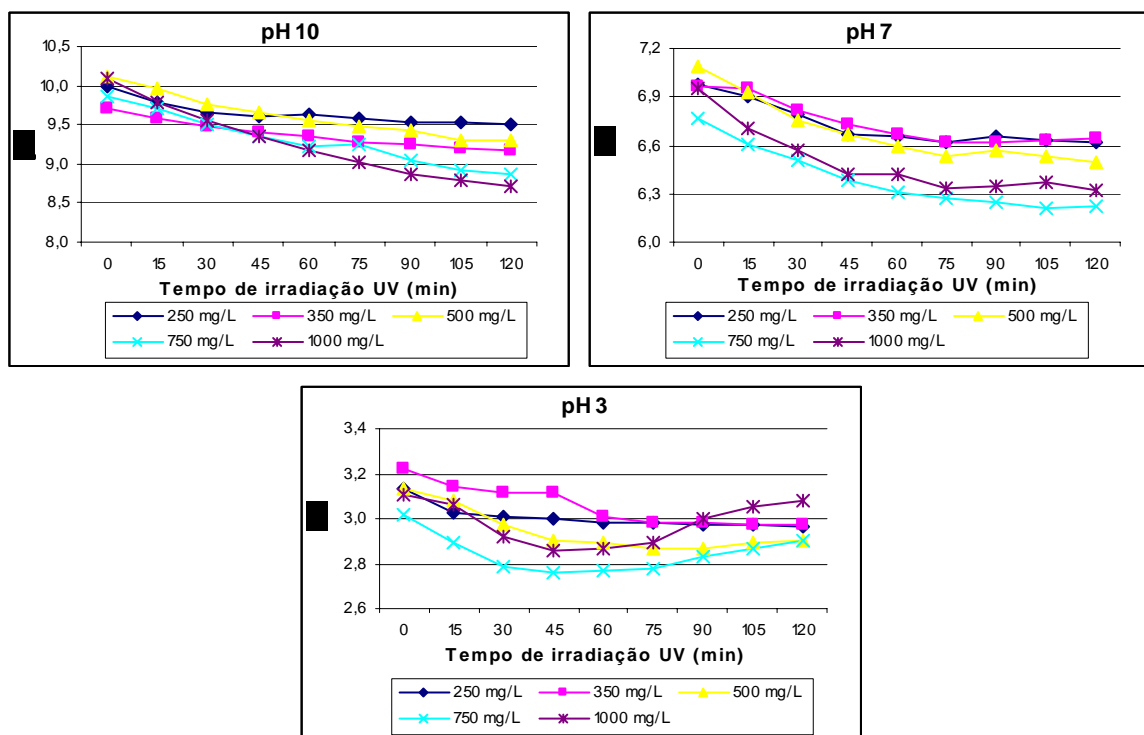 pH 10
10,5
10,0
9,5
9,0
8,5
8,0
0 15 30 45 60 75 90 105 120
Tempo de irradiação UV (min)
250 mg/L 350 mg/L 500 mg/L
750 mg/L 1000 mg/L
pH 7
7,2
6,9
6,6
6,3
6,0
0 15 30 45 60 75 90 105 120
Tempo de irradiação UV (min)
250 mg/L 350 mg/L 500 mg/L
750 mg/L 1000 mg/L
pH 3
3,4
3,2
3,0
2,8
2,6
0 15 30 45 60 75 90 105 120
Tempo de irradiação UV (min)
250 mg/L 350 mg/L 500 mg/L
750 mg/L 1000 mg/L